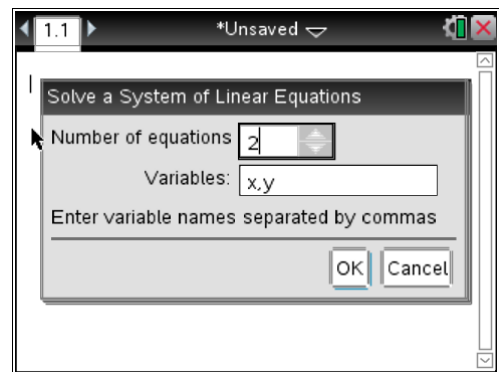 1.1 *Unsaved
Solve a System of Linear Equations
Number of equations 2
Variables: x,y
Enter variable names separated by commas
OK Cancel